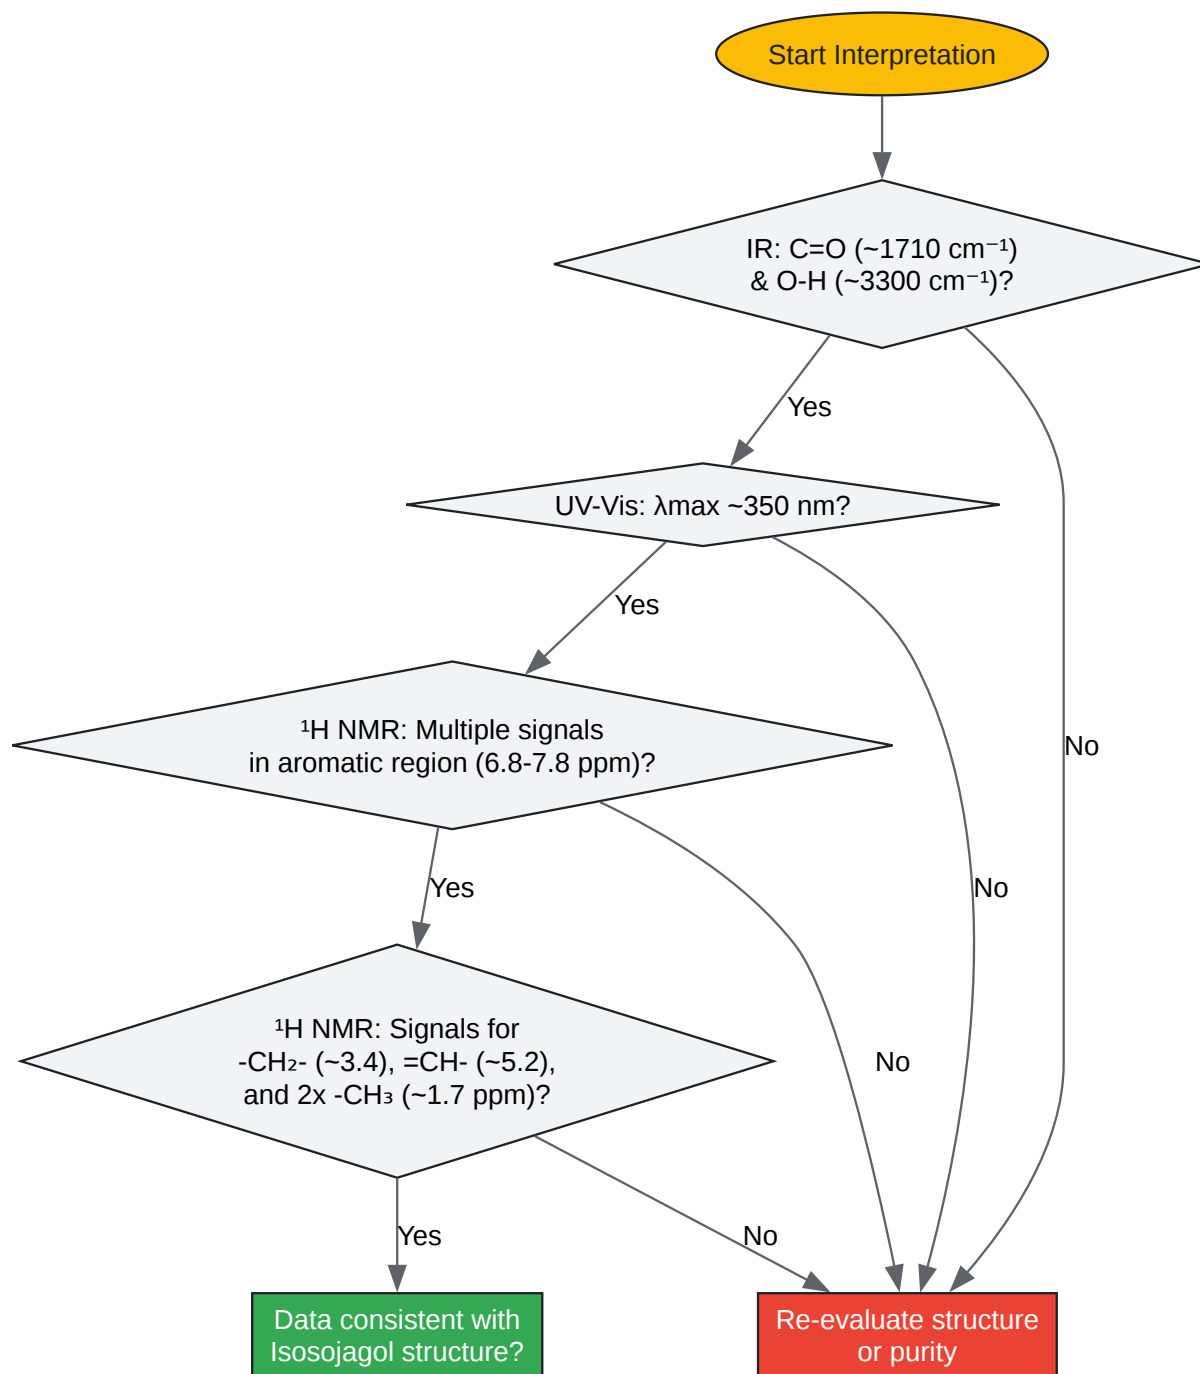 Start Interpretation
IR: C=O (~1710 cm⁻¹)
& O-H (~3300 cm⁻¹)?
Yes
UV-Vis: λmax ~350 nm?
Yes
¹H NMR: Multiple signals
in aromatic region (6.8-7.8 ppm)?
No
Yes
No
¹H NMR: Signals for
-CH₂- (~3.4), =CH- (~5.2),
and 2x -CH₃ (~1.7 ppm)?
No
Yes
No
Data consistent with
Isosojagol structure?
Re-evaluate structure
or purity